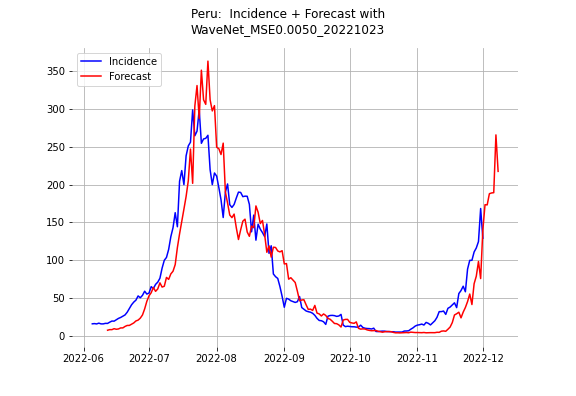 Peru:  Incidence + Forecast with
WaveNet_MSE0.0050_20221023
Incidence
Forecast
350
300
250
200
150
100
50
0
2022-06 2022-07 2022-08 2022-09 2022-10 2022-11 2022-12